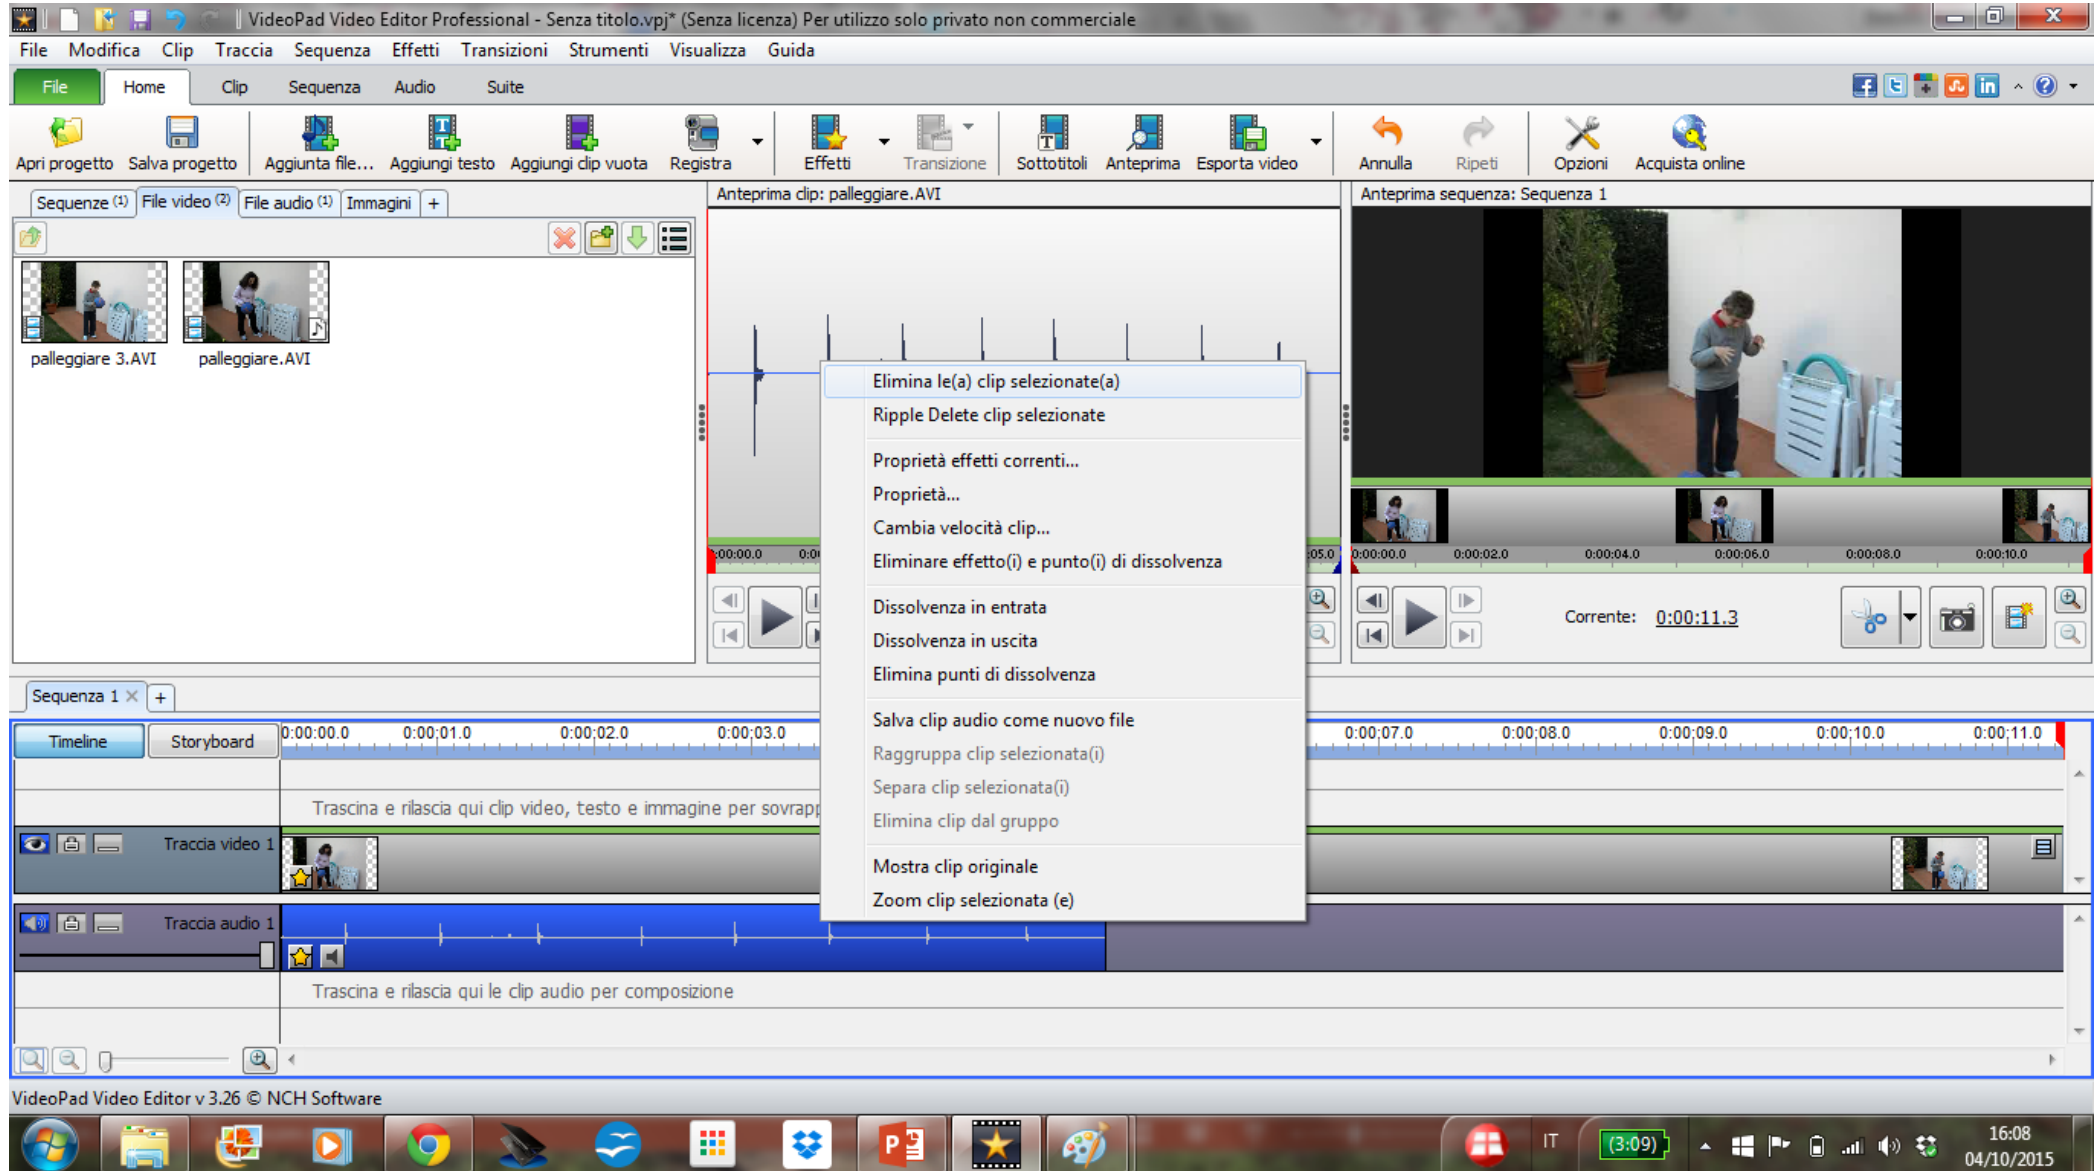 VideoPad Video Editor Professional - Senza titolo.vpj* (Senza licenza) Per utilizzo solo privato non commerciale
File Modifica Clip Traccia Sequenza Effetti Transizioni Strumenti Visualizza Guida
File Home Clip Sequenza Audio Suite
Apri progetto Salva progetto Aggiunta file... Aggiungi testo Aggiungi clip vuota Registra Effetti Transizione Sottotitoli Anteprima Esporta video Annulla Ripeti Opzioni Acquista online
Sequenze (1) File video (2) File audio (1) Immagini +
Anteprima clip: palleggiare.AVI
Anteprima sequenza: Sequenza 1
palleggiare 3.AVI palleggiare.AVI
Elimina le(a) clip selezionate(a)
Ripple Delete clip selezionate
Proprietà effetti correnti...
Proprietà...
Cambia velocità clip...
Eliminare effetto(i) e punto(i) di dissolvenza
Dissolvenza in entrata
Dissolvenza in uscita
Elimina punti di dissolvenza
Salva clip audio come nuovo file
Raggruppa clip selezionata(i)
Separa clip selezionata(i)
Elimina clip dal gruppo
Mostra clip originale
Zoom clip selezionata (e)
0:00:00.0 0:00:02.0 0:00:04.0 0:00:06.0 0:00:08.0 0:00:10.0
Corrente: 0:00:11.3
Sequenza 1 × +
Timeline Storyboard 0:00:00.0 0:00:01.0 0:00:02.0 0:00:03.0 0:00:07.0 0:00:08.0 0:00:09.0 0:00:10.0 0:00:11.0
Trascina e rilascia qui clip video, testo e immagine per sovrapp
Traccia video 1
Traccia audio 1
Trascina e rilascia qui le clip audio per composizione
VideoPad Video Editor v 3.26 © NCH Software
IT (3:09) 16:08
04/10/2015